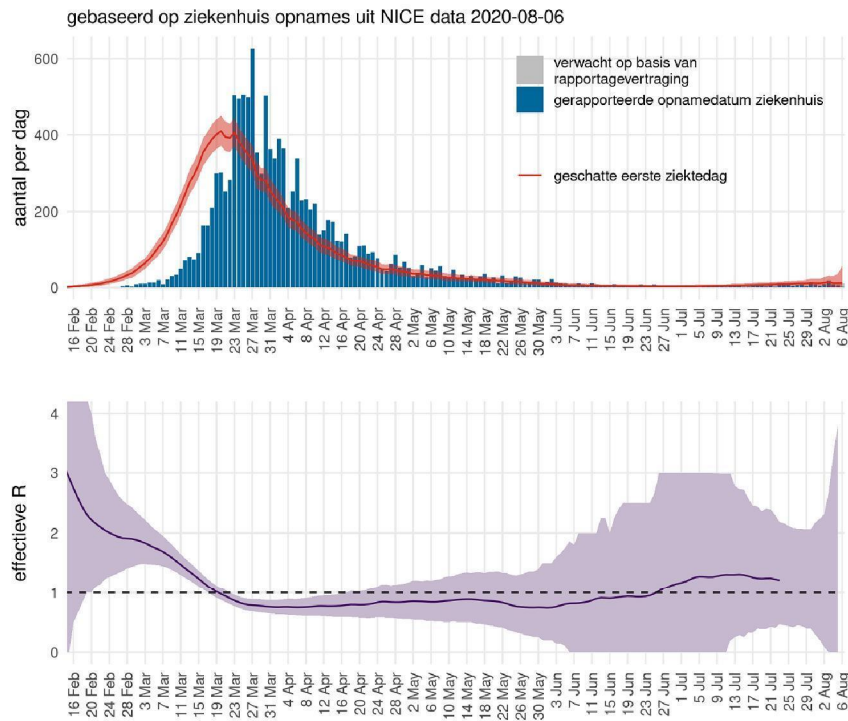 gebaseerd op ziekenhuis opnames uit NICE data 2020-08-06
aantal per dag
600
400
200
0
verwacht op basis van
rapportagevertraging
gerapporteerde opnamedatum ziekenhuis
geschatte eerste ziektedag
16 Feb
20 Feb
24 Feb
28 Feb
3 Mar
7 Mar
11 Mar
15 Mar
19 Mar
23 Mar
27 Mar
31 Mar
4 Apr
8 Apr
12 Apr
16 Apr
20 Apr
24 Apr
28 Apr
2 May
6 May
10 May
14 May
18 May
22 May
26 May
30 May
3 Jun
7 Jun
11 Jun
15 Jun
19 Jun
23 Jun
27 Jun
1 Jul
5 Jul
9 Jul
13 Jul
17 Jul
21 Jul
25 Jul
29 Jul
2 Aug
6 Aug
effectieve R
4
3
2
1
0
16 Feb
20 Feb
24 Feb
28 Feb
3 Mar
7 Mar
11 Mar
15 Mar
19 Mar
23 Mar
27 Mar
31 Mar
4 Apr
8 Apr
12 Apr
16 Apr
20 Apr
24 Apr
28 Apr
2 May
6 May
10 May
14 May
18 May
22 May
26 May
30 May
3 Jun
7 Jun
11 Jun
15 Jun
19 Jun
23 Jun
27 Jun
1 Jul
5 Jul
9 Jul
13 Jul
17 Jul
21 Jul
25 Jul
29 Jul
2 Aug
6 Aug